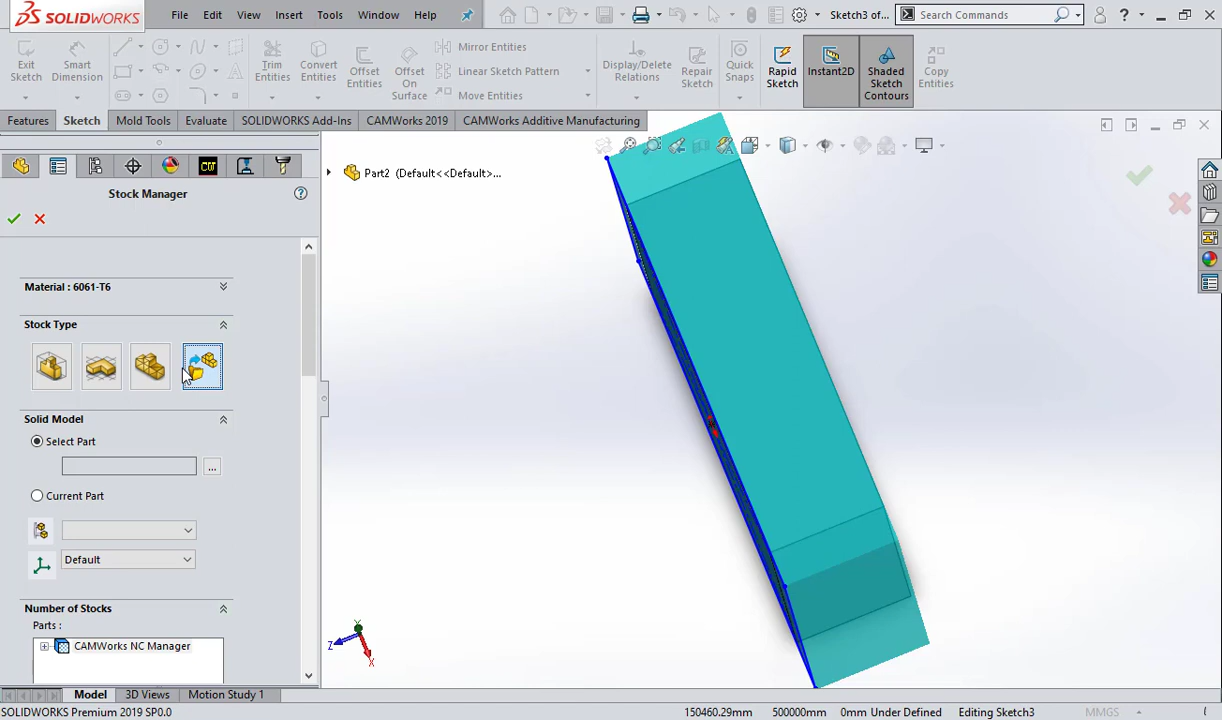 SOLIDWORKS
File Edit View Insert Tools Window Help
Sketch3 of...
Search Commands
Exit Sketch
Smart Dimension
Trim Entities
Convert Entities
Offset Entities
Offset On Surface
Mirror Entities
Linear Sketch Pattern
Move Entities
Display/Delete Relations
Repair Sketch
Quick Snaps
Rapid Sketch
Instant2D
Shaded Sketch Contours
Copy Entities
Features Sketch Mold Tools Evaluate SOLIDWORKS Add-Ins CAMWorks 2019 CAMWorks Additive Manufacturing
Part2 (Default<<Default>...
Stock Manager
Material : 6061-T6
Stock Type
Solid Model
Select Part
...
Current Part
Default
Number of Stocks
Parts :
CAMWorks NC Manager
Y
Z
X
Model 3D Views Motion Study 1
SOLIDWORKS Premium 2019 SP0.0
150460.29mm 500000mm 0mm Under Defined Editing Sketch3 MMGS